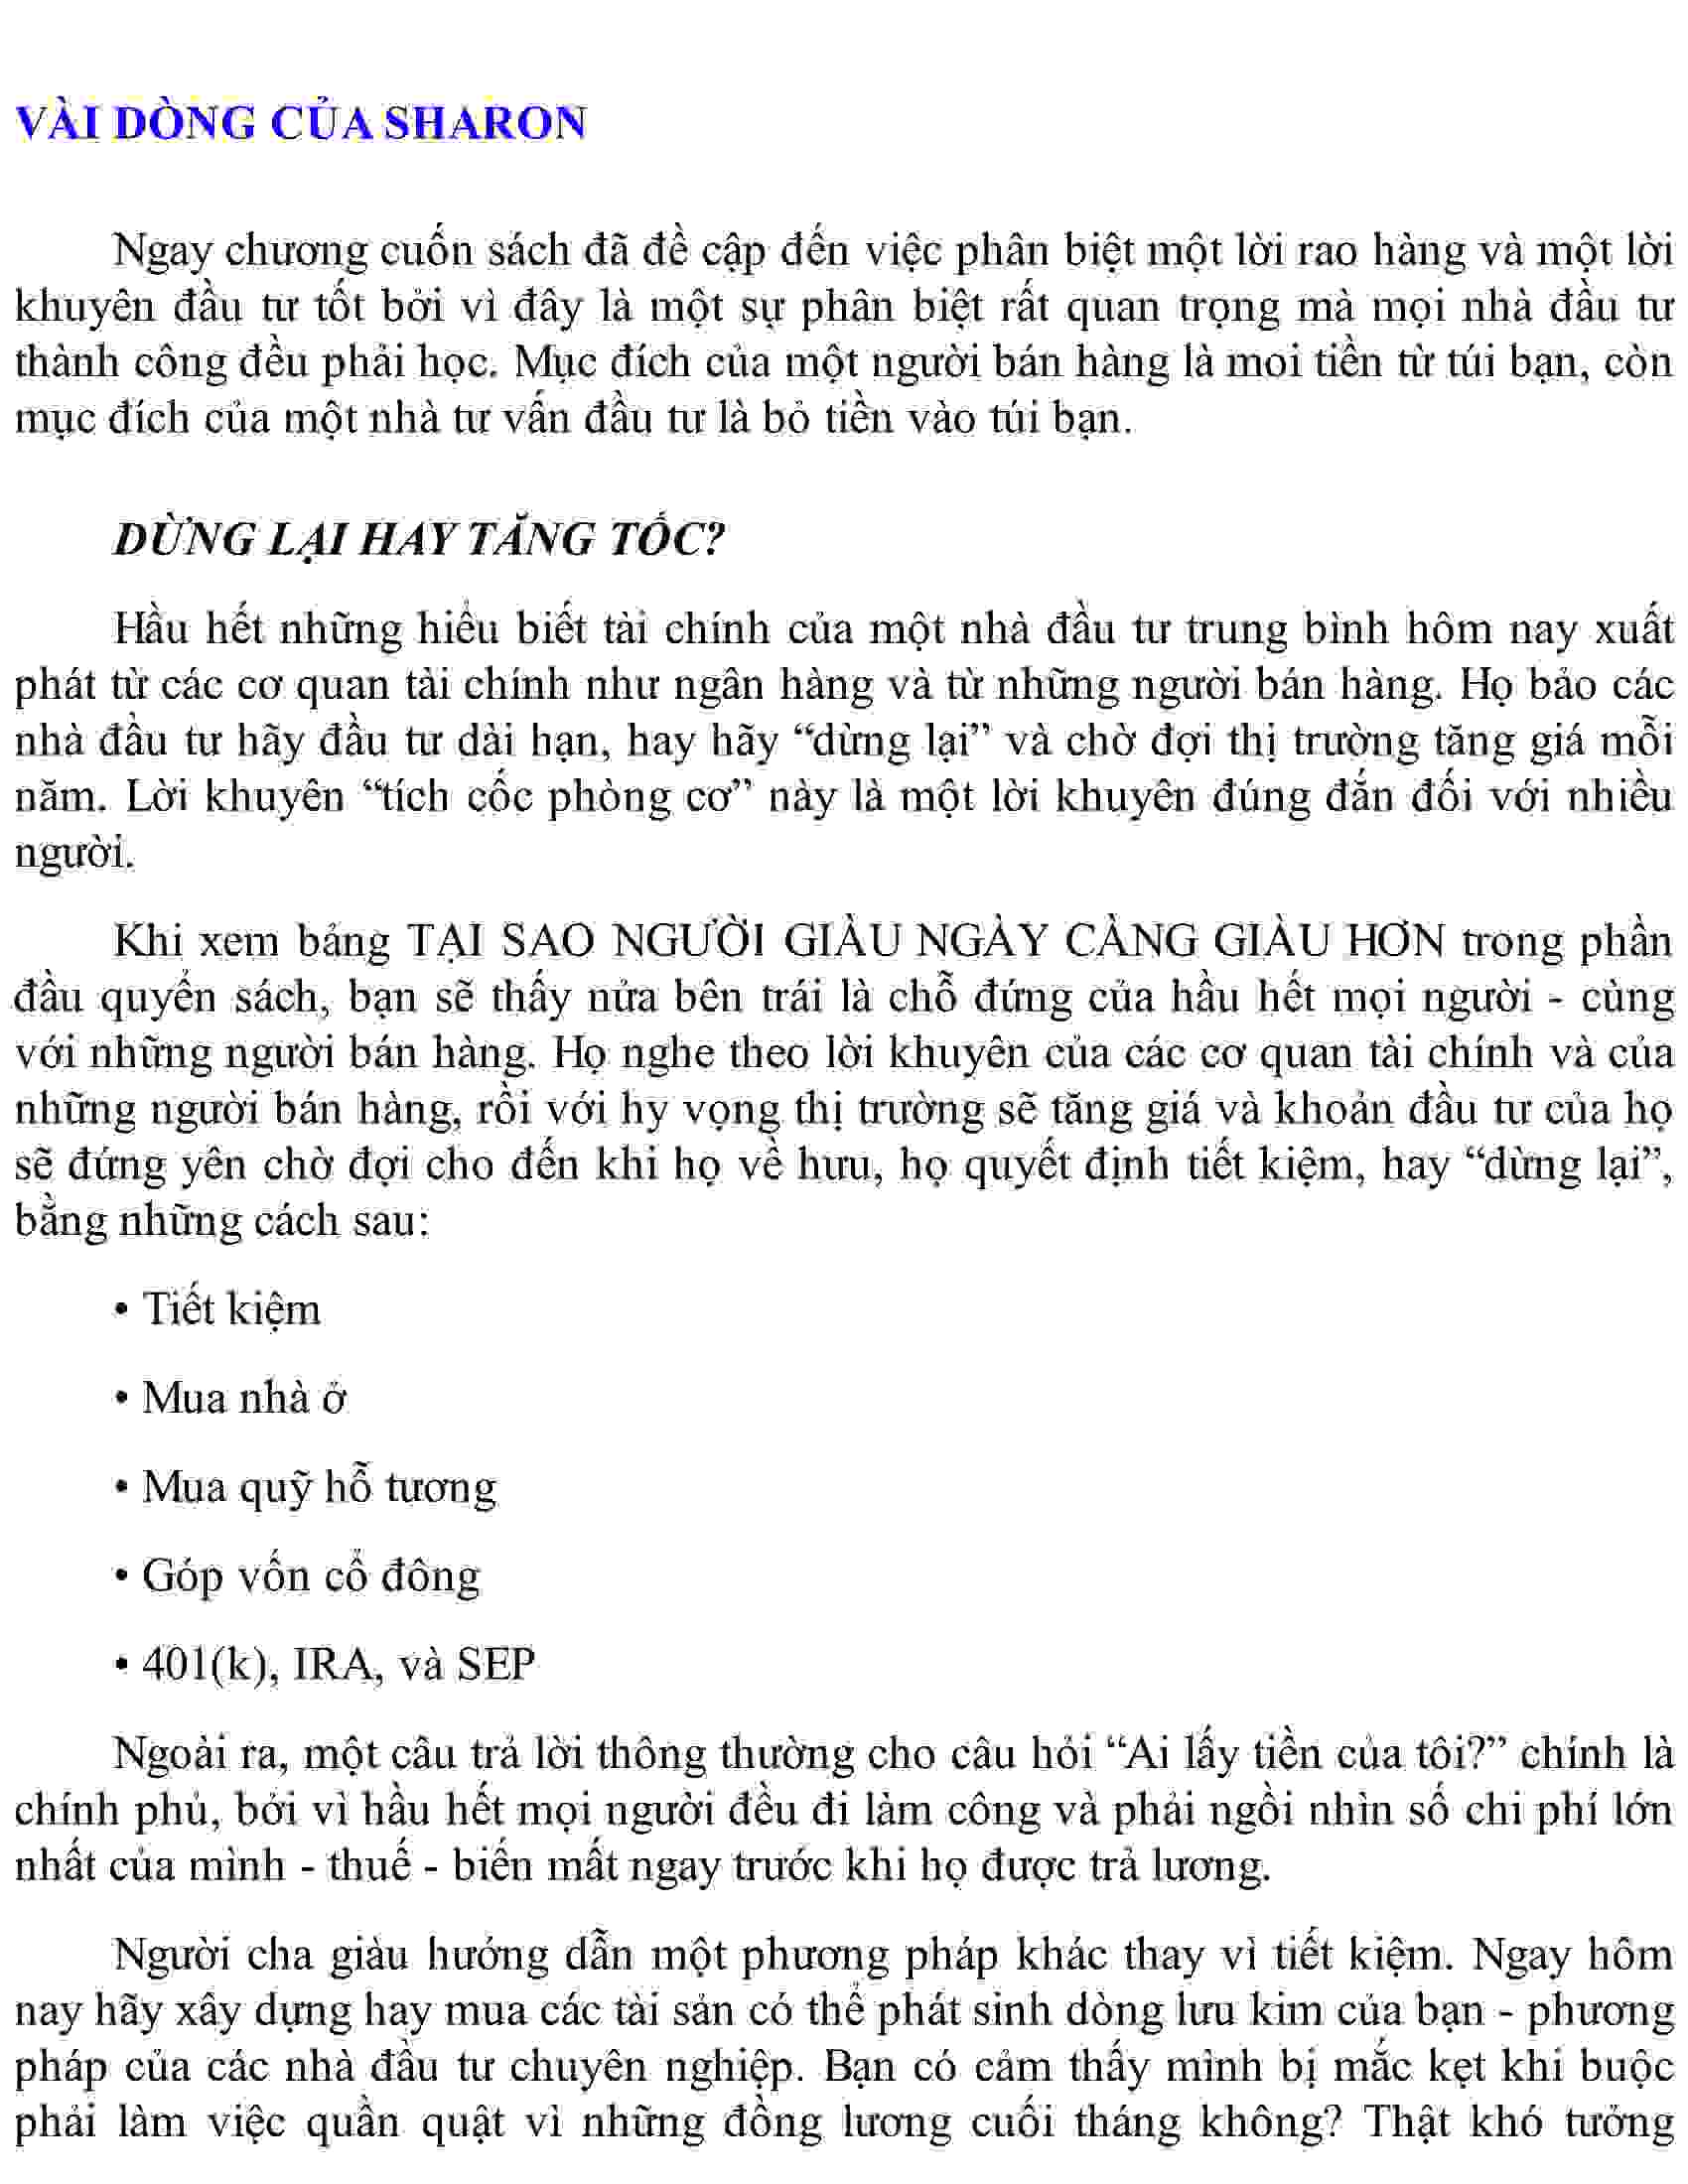 VÀI DÒNG CỦA SHARON
Ngay chương cuốn sách đã đề cập đến việc phân biệt một lời rao hàng và một lời
khuyên đầu tư tốt bởi vì đây là một sự phân biệt rất quan trọng mà mọi nhà đầu tư
thành công đều phải học. Mục đích của một người bán hàng là moi tiền từ túi bạn, còn
mục đích của một nhà tư vấn đầu tư là bỏ tiền vào túi bạn.
DỪNG LẠI HAY TĂNG TỐC?
Hầu hết những hiểu biết tài chính của một nhà đầu tư trung bình hôm nay xuất
phát từ các cơ quan tài chính như ngân hàng và từ những người bán hàng. Họ bảo các
nhà đầu tư hãy đầu tư dài hạn, hay hãy “dừng lại” và chờ đợi thị trường tăng giá mỗi
năm. Lời khuyên “tích cốc phòng cơ” này là một lời khuyên đúng đắn đối với nhiều
người.
Khi xem bảng TẠI SAO NGƯỜI GIÀU NGÀY CÀNG GIÀU HƠN trong phần
đầu quyển sách, bạn sẽ thấy nửa bên trái là chỗ đứng của hầu hết mọi người - cùng
với những người bán hàng. Họ nghe theo lời khuyên của các cơ quan tài chính và của
những người bán hàng, rồi với hy vọng thị trường sẽ tăng giá và khoản đầu tư của họ
sẽ đứng yên chờ đợi cho đến khi họ về hưu, họ quyết định tiết kiệm, hay “dừng lại”,
bằng những cách sau:
• Tiết kiệm
• Mua nhà ở
• Mua quỹ hỗ tương
• Góp vốn cổ đông
• 401(k), IRA, và SEP
Ngoài ra, một câu trả lời thông thường cho câu hỏi “Ai lấy tiền của tôi?” chính là
chính phủ, bởi vì hầu hết mọi người đều đi làm công và phải ngồi nhìn số chi phí lớn
nhất của mình - thuế - biến mất ngay trước khi họ được trả lương.
Người cha giàu hướng dẫn một phương pháp khác thay vì tiết kiệm. Ngay hôm
nay hãy xây dựng hay mua các tài sản có thể phát sinh dòng lưu kim của bạn - phương
pháp của các nhà đầu tư chuyên nghiệp. Bạn có cảm thấy mình bị mắc kẹt khi buộc
phải làm việc quần quật vì những đồng lương cuối tháng không? Thật khó tưởng